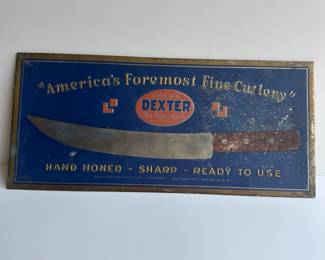 "America's Foremost Fine Cutlery"
DEXTER
HAND HONED - SHARP - READY TO USE